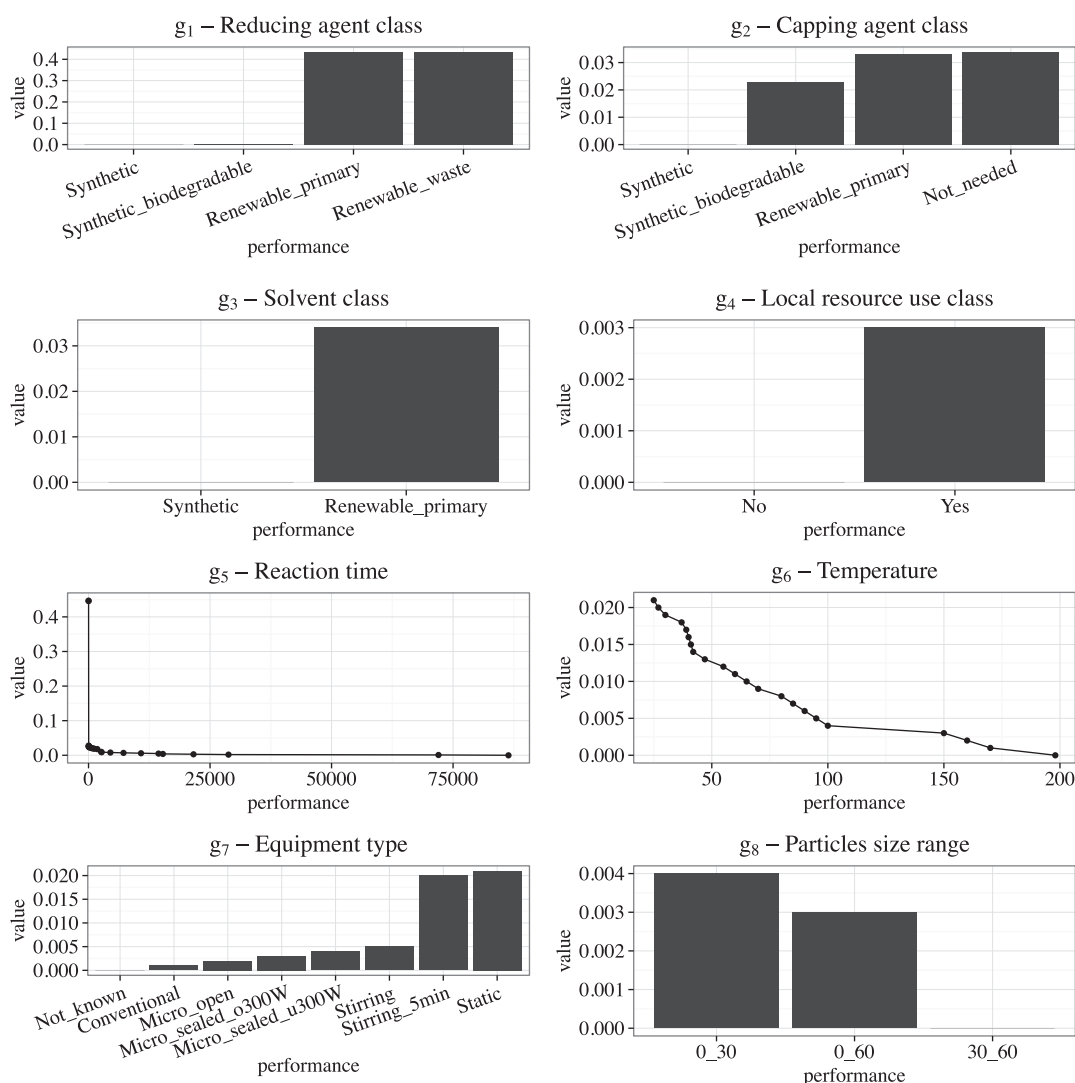 g₁ – Reducing agent class
value
0.4
0.3
0.2
0.1
0.0
Synthetic
Synthetic_biodegradable
Renewable_primary
Renewable_waste
performance
g₂ – Capping agent class
value
0.03
0.02
0.01
0.00
Synthetic
Synthetic_biodegradable
Renewable_primary
Not_needed
performance
g₃ – Solvent class
value
0.03
0.02
0.01
0.00
Synthetic
Renewable_primary
performance
g₄ – Local resource use class
value
0.003
0.002
0.001
0.000
No
Yes
performance
g₅ – Reaction time
value
0.4
0.3
0.2
0.1
0.0
0
25000
50000
75000
performance
g₆ – Temperature
value
0.020
0.015
0.010
0.005
0.000
50
100
150
200
performance
g₇ – Equipment type
value
0.020
0.015
0.010
0.005
0.000
Not_known
Conventional
Micro_open
Micro_sealed_o300W
Micro_sealed_u300W
Stirring
Stirring_5min
Static
performance
g₈ – Particles size range
value
0.004
0.003
0.002
0.001
0.000
0_30
0_60
30_60
performance